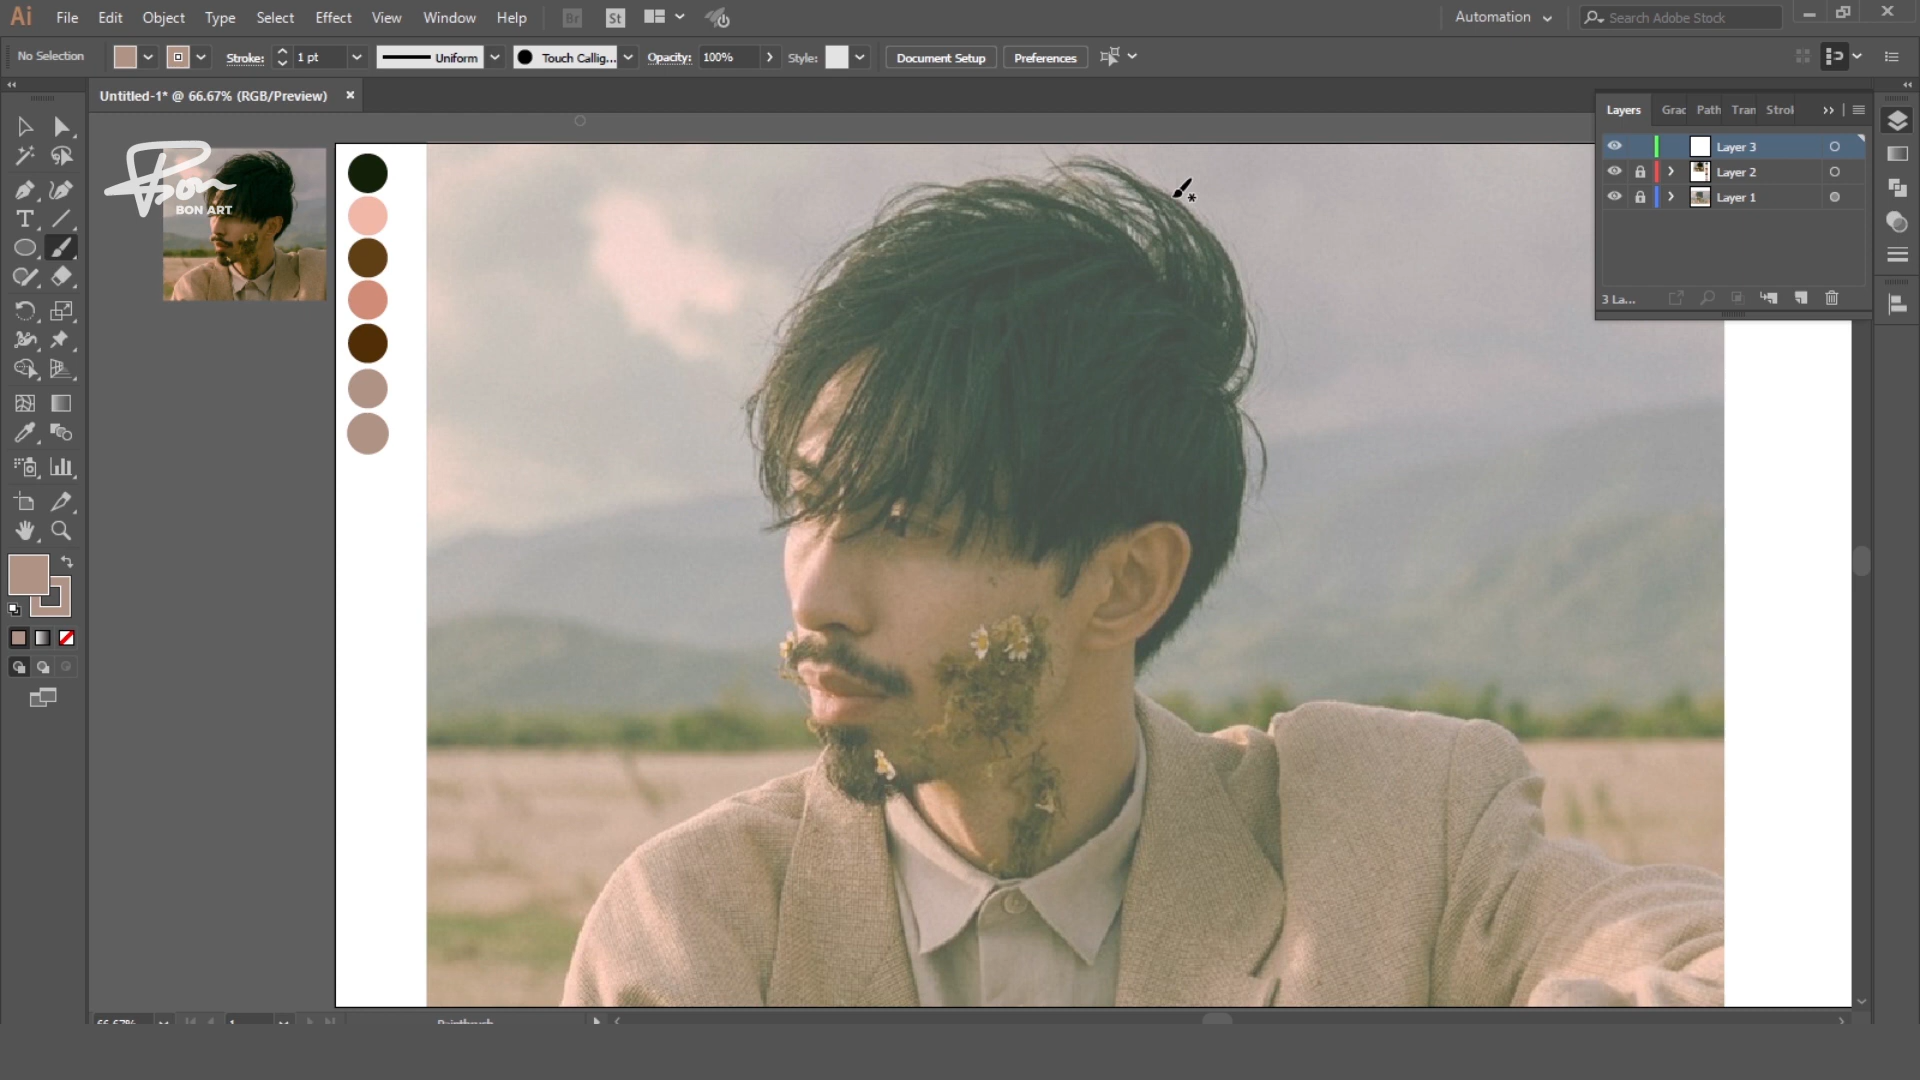 Ai File Edit Object Type Select Effect View Window Help Br St Automation Search Adobe Stock
No Selection Stroke: 1 pt Uniform Touch Callig... Opacity: 100% Style: Document Setup Preferences
Untitled-1* @ 66.67% (RGB/Preview)
Layers Grac Path Tran Strol
Layer 3
Layer 2
Layer 1
3 La...
Bon
BON ART
66.67% 1 Paintbrush